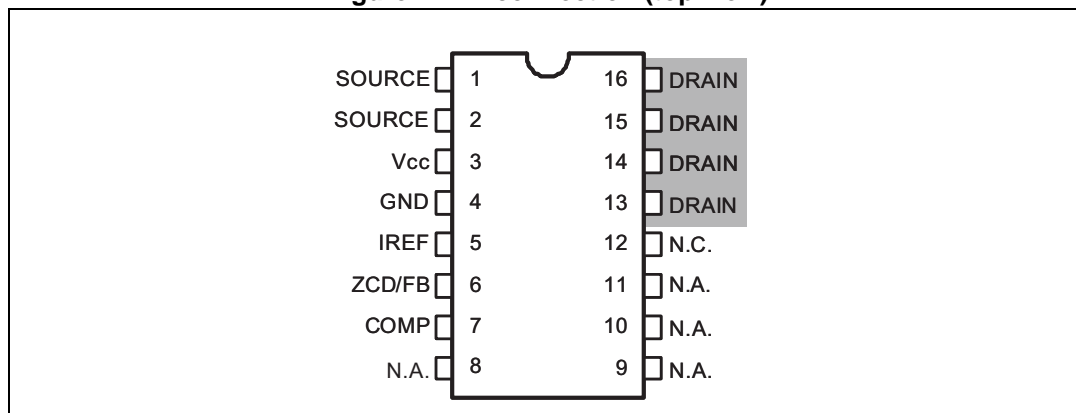 SOURCE 1 16 DRAIN
SOURCE 2 15 DRAIN
Vcc 3 14 DRAIN
GND 4 13 DRAIN
IREF 5 12 N.C.
ZCD/FB 6 11 N.A.
COMP 7 10 N.A.
N.A. 8 9 N.A.